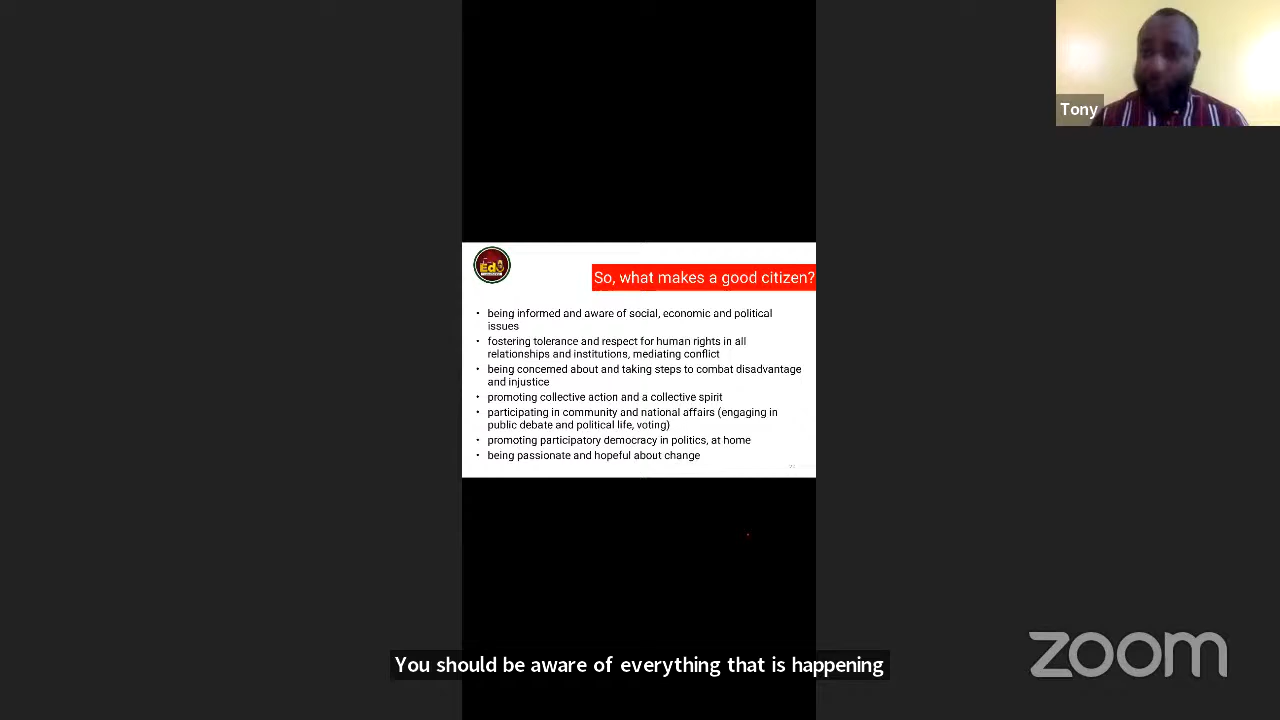 Tony
Ed
So, what makes a good citizen?
• being informed and aware of social, economic and political
issues
• fostering tolerance and respect for human rights in all
relationships and institutions, mediating conflict
• being concerned about and taking steps to combat disadvantage
and injustice
• promoting collective action and a collective spirit
• participating in community and national affairs (engaging in
public debate and political life, voting)
• promoting participatory democracy in politics, at home
• being passionate and hopeful about change
You should be aware of everything that is happening
zoom